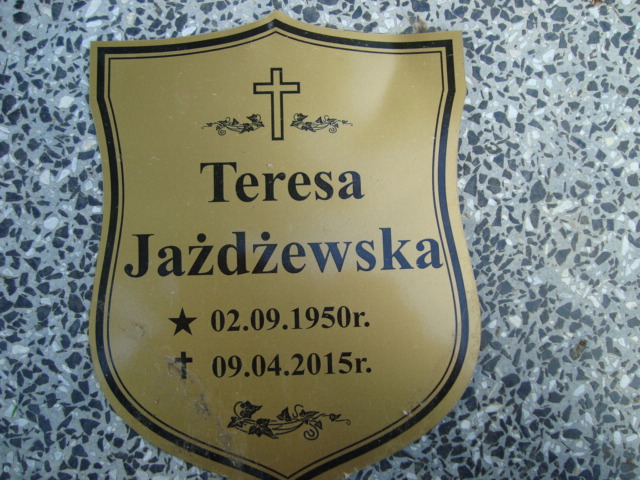 Teresa
Jażdżewska
★ 02.09.1950r.
✝ 09.04.2015r.